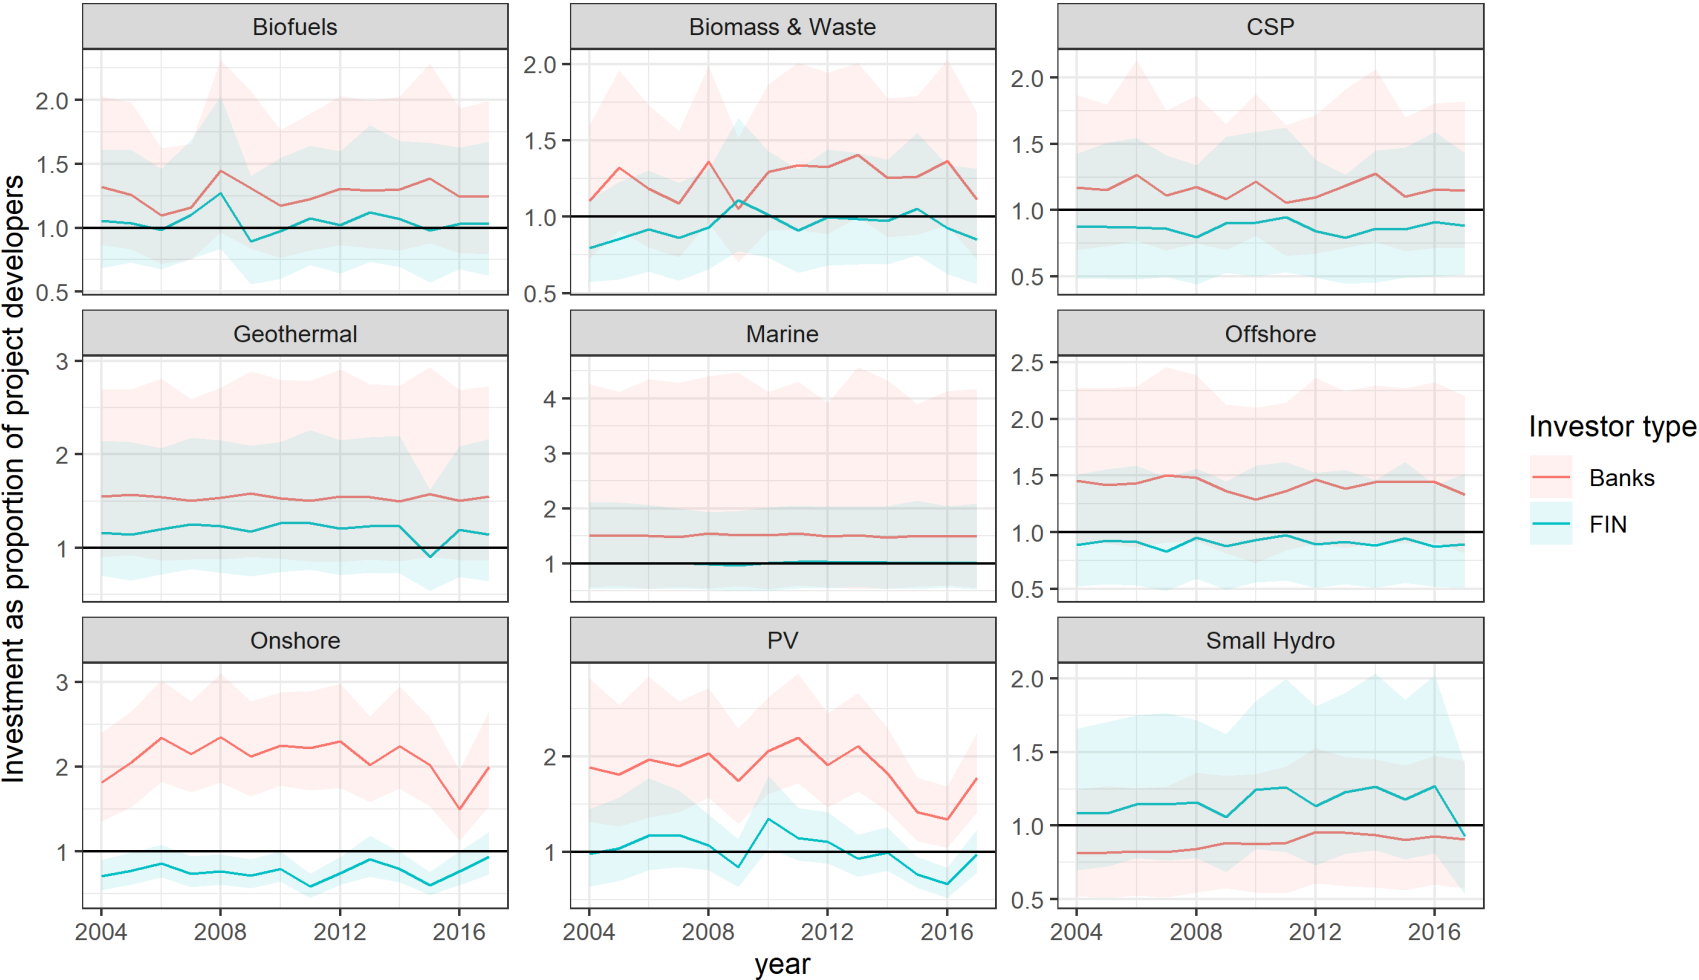 Investment as proportion of project developers
Biofuels
Biomass & Waste
CSP
2.0
1.5
1.0
0.5
2.0
1.5
1.0
0.5
2.0
1.5
1.0
0.5
Geothermal
Marine
Offshore
3
2
1
4
3
2
1
2.5
2.0
1.5
1.0
0.5
Investor type
Banks
FIN
Onshore
PV
Small Hydro
3
2
1
2
1
2.0
1.5
1.0
0.5
2004 2008 2012 2016
2004 2008 2012 2016
2004 2008 2012 2016
year